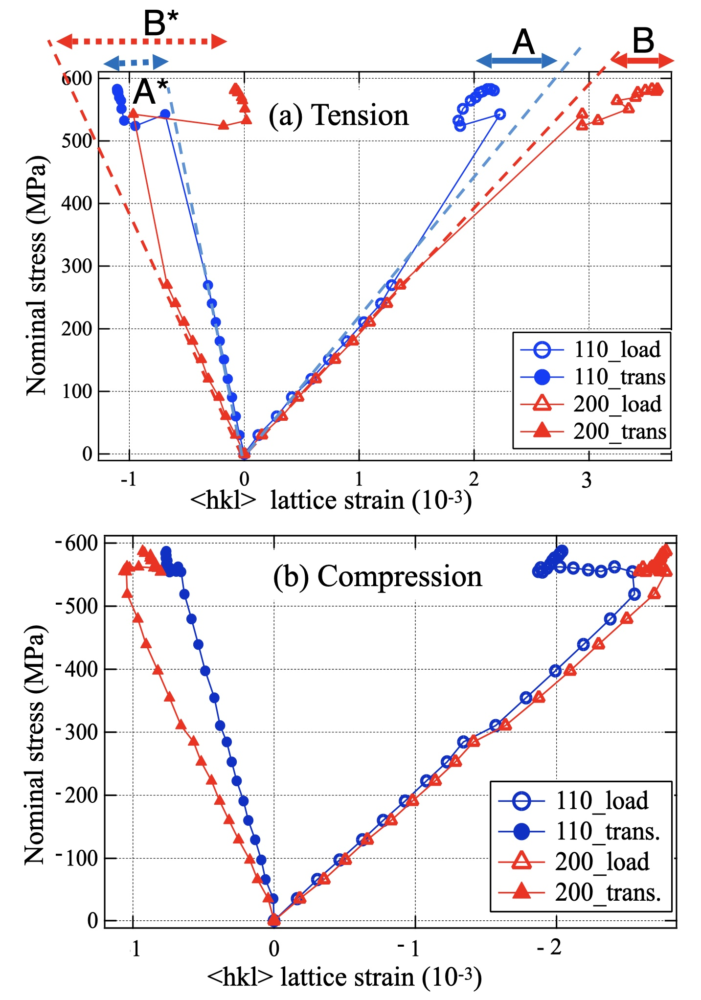 B*
A
B
A*
600
500
400
300
200
100
0
Nominal stress (MPa)
(a) Tension
110_load
110_trans
200_load
200_trans
-1
0
1
2
3
<hkl> lattice strain (10-3)
-600
-500
-400
-300
-200
-100
0
Nominal stress (MPa)
(b) Compression
110_load
110_trans.
200_load
200_trans.
1
0
- 1
- 2
<hkl> lattice strain (10-3)